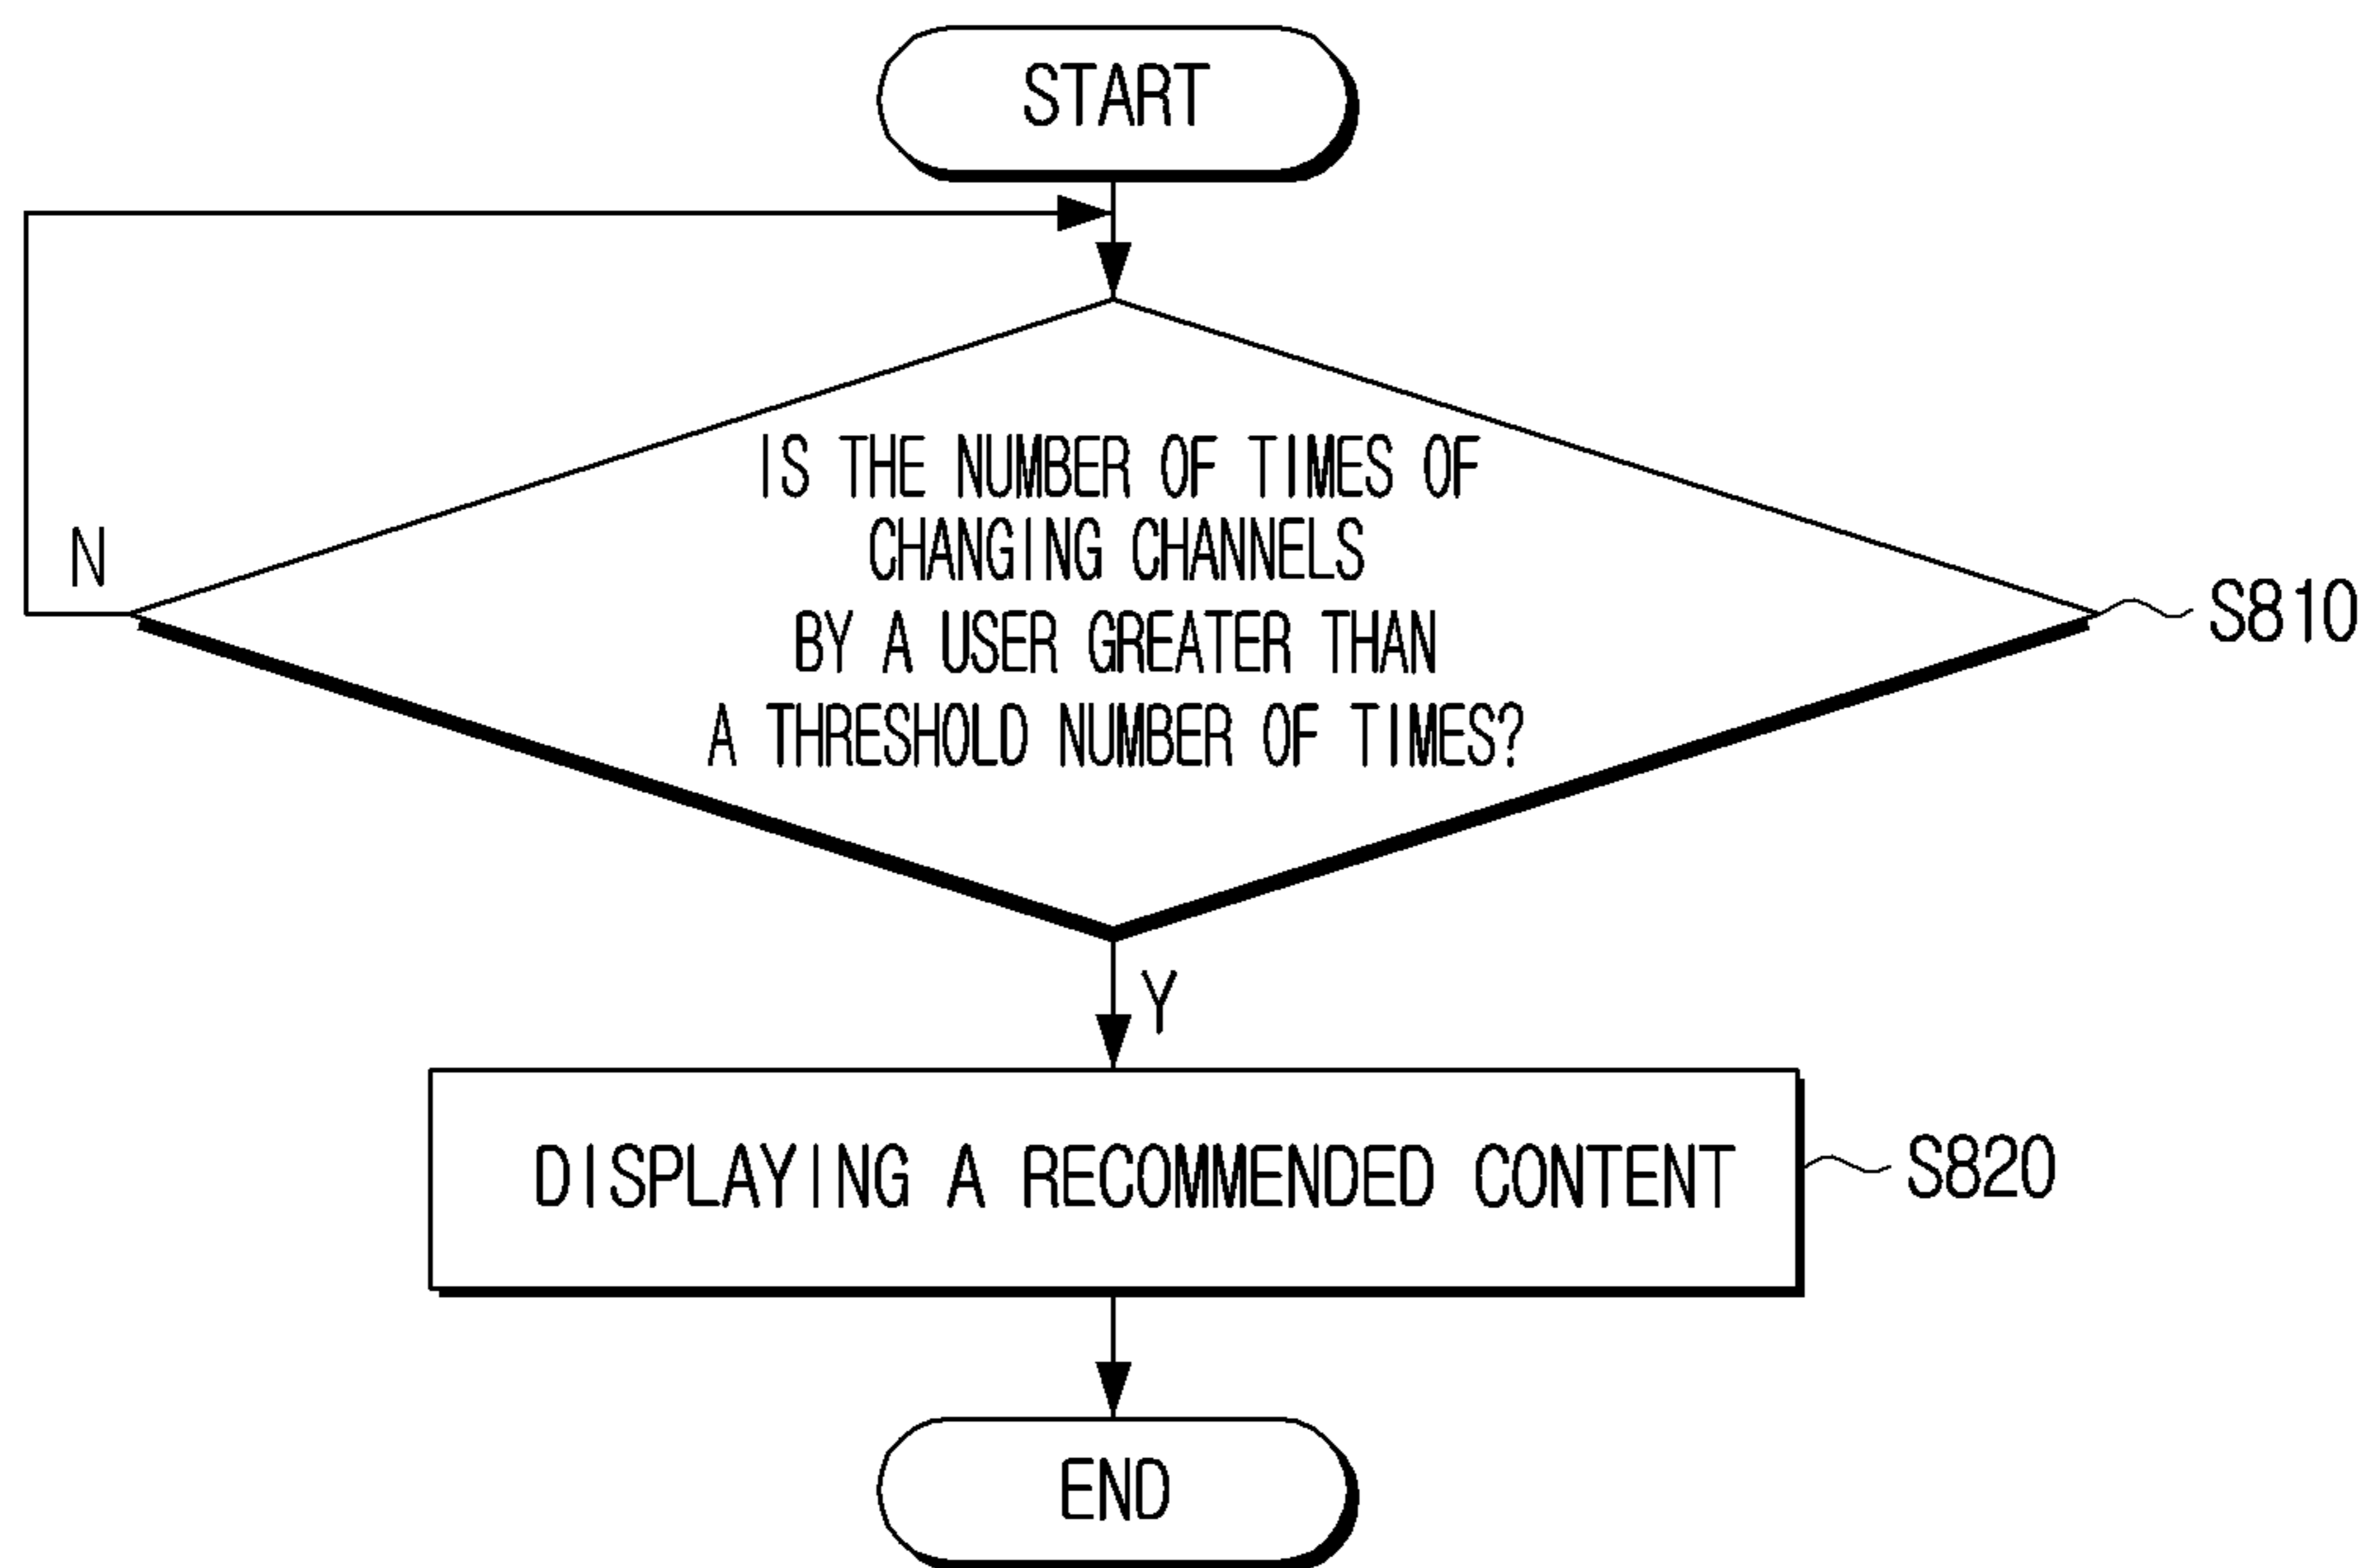 START
IS THE NUMBER OF TIMES OF
CHANGING CHANNELS
BY A USER GREATER THAN
A THRESHOLD NUMBER OF TIMES?
N
S810
Y
DISPLAYING A RECOMMENDED CONTENT
S820
END